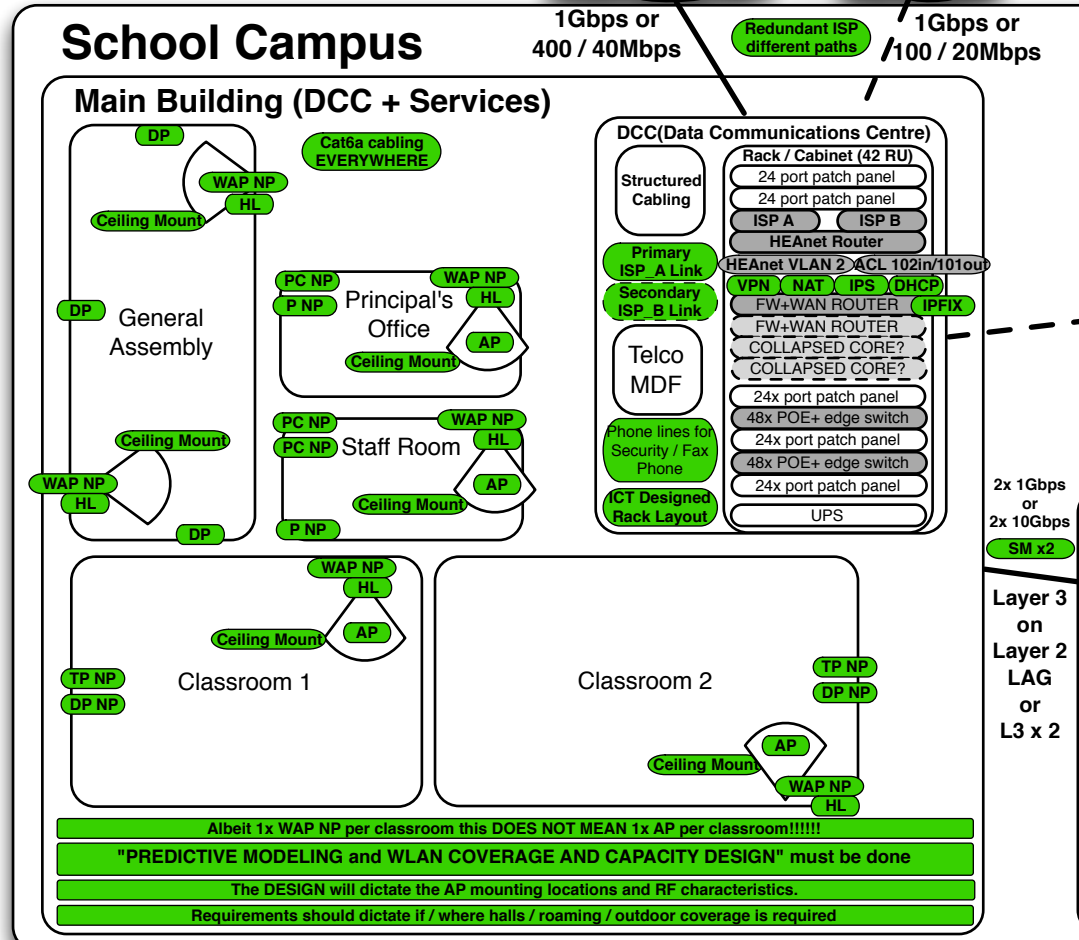 School Campus
1Gbps or
400 / 40Mbps
Redundant ISP
different paths
1Gbps or
100 / 20Mbps
Main Building (DCC + Services)
DP
Cat6a cabling
EVERYWHERE
WAP NP
HL
Ceiling Mount
DP
General
Assembly
Ceiling Mount
WAP NP
HL
DP
PC NP
P NP
Principal's
Office
WAP NP
HL
AP
Ceiling Mount
PC NP
PC NP
Staff Room
WAP NP
HL
AP
Ceiling Mount
P NP
DCC(Data Communications Centre)
Structured
Cabling
Primary
ISP_A Link
Secondary
ISP_B Link
Telco
MDF
Phone lines for
Security / Fax
Phone
ICT Designed
Rack Layout
Rack / Cabinet (42 RU)
24 port patch panel
24 port patch panel
ISP A
ISP B
HEAnet Router
HEAnet VLAN 2
ACL 102in/101out
VPN
NAT
IPS
DHCP
FW+WAN ROUTER
IPFIX
FW+WAN ROUTER
COLLAPSED CORE?
COLLAPSED CORE?
24x port patch panel
48x POE+ edge switch
24x port patch panel
48x POE+ edge switch
24x port patch panel
UPS
2x 1Gbps
or
2x 10Gbps
SM x2
Layer 3
on
Layer 2
LAG
or
L3 x 2
WAP NP
HL
AP
Ceiling Mount
TP NP
DP NP
Classroom 1
Classroom 2
TP NP
DP NP
AP
Ceiling Mount
WAP NP
HL
Albeit 1x WAP NP per classroom this DOES NOT MEAN 1x AP per classroom!!!!!!
"PREDICTIVE MODELING and WLAN COVERAGE AND CAPACITY DESIGN" must be done
The DESIGN will dictate the AP mounting locations and RF characteristics.
Requirements should dictate if / where halls / roaming / outdoor coverage is required